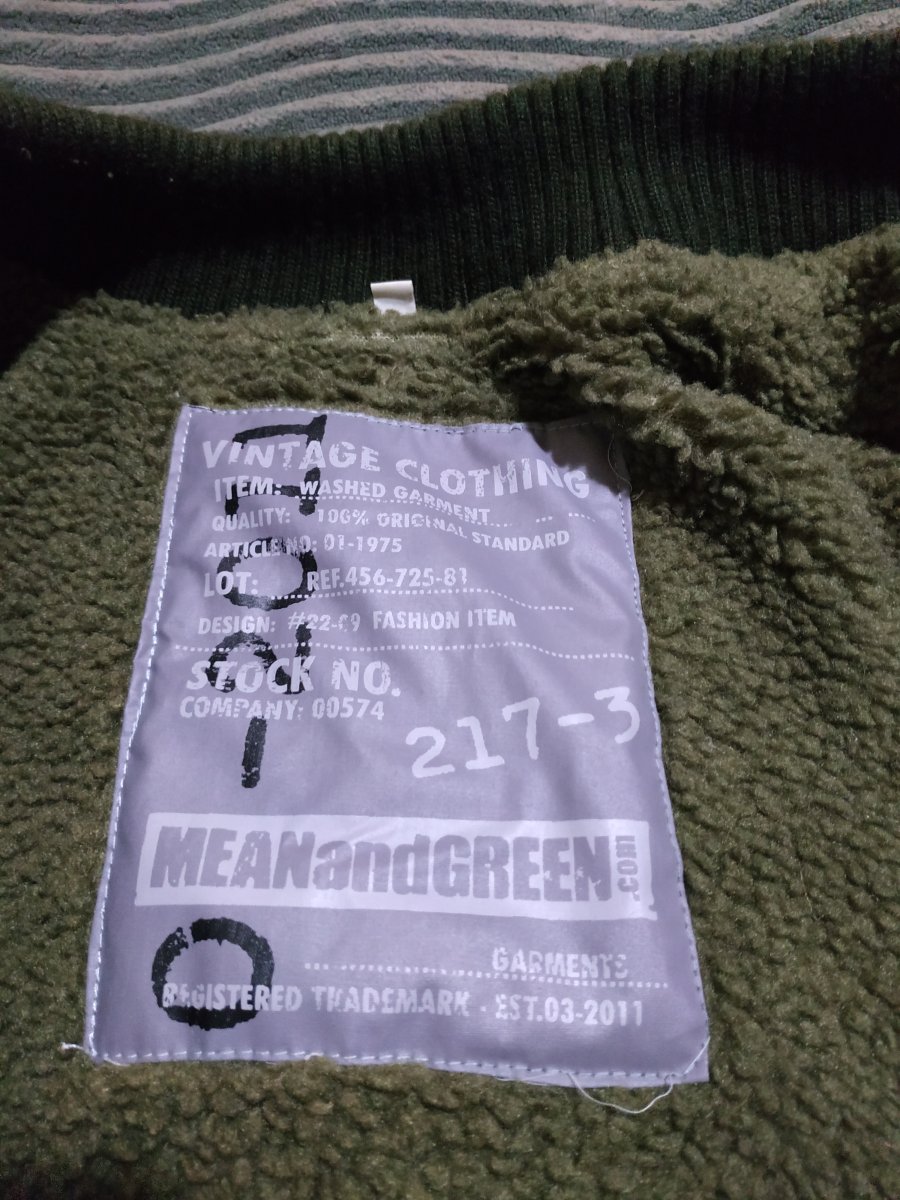 VINTAGE CLOTHING
ITEM: WASHED GARMENT
QUALITY: 100% ORIGINAL STANDARD
ARTICLE NO: 01-1975
LOT: REF.456-725-81
DESIGN: #22-09 FASHION ITEM
STOCK NO.
COMPANY: 00574
217-3
MEANandGREEN.com
GARMENTS
REGISTERED TRADEMARK - EST.03-2011